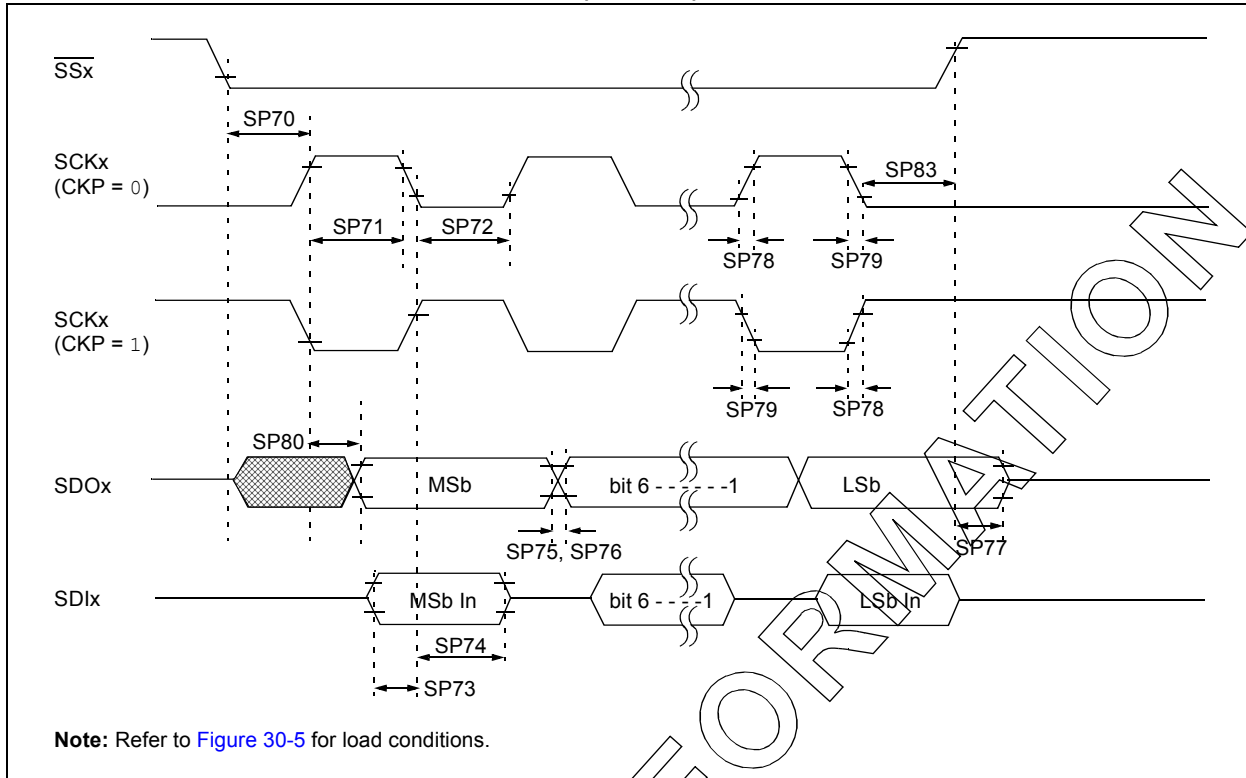 SSx
SP70
SCKx
(CKP = 0)
SP83
SP71
SP72
SP78
SP79
SCKx
(CKP = 1)
SP79
SP78
SP80
SDOx
MSb
bit 6 - - - - - -1
LSb
SP75, SP76
SP77
SDIx
MSb In
bit 6 - - - - -1
LSb In
SP74
SP73
Note: Refer to Figure 30-5 for load conditions.
FORMATION